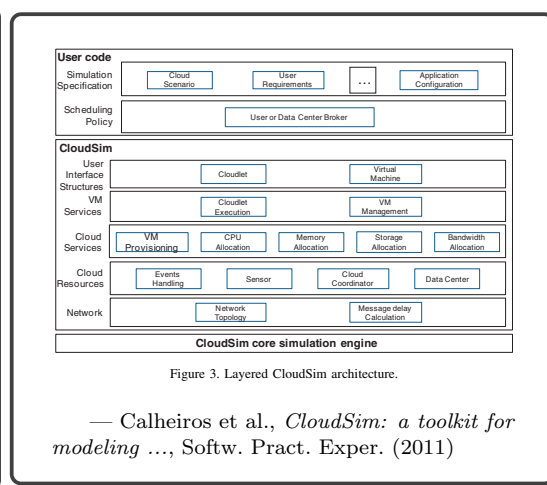 User code
Simulation Specification
Cloud Scenario
User Requirements
...
Application Configuration
Scheduling Policy
User or Data Center Broker
CloudSim
User Interface Structures
Cloudlet
Virtual Machine
VM Services
Cloudlet Execution
VM Management
Cloud Services
VM Provisioning
CPU Allocation
Memory Allocation
Storage Allocation
Bandwidth Allocation
Cloud Resources
Events Handling
Sensor
Cloud Coordinator
Data Center
Network
Network Topology
Message delay Calculation
CloudSim core simulation engine
Figure 3. Layered CloudSim architecture.
— Calheiros et al., CloudSim: a toolkit for
modeling ..., Softw. Pract. Exper. (2011)